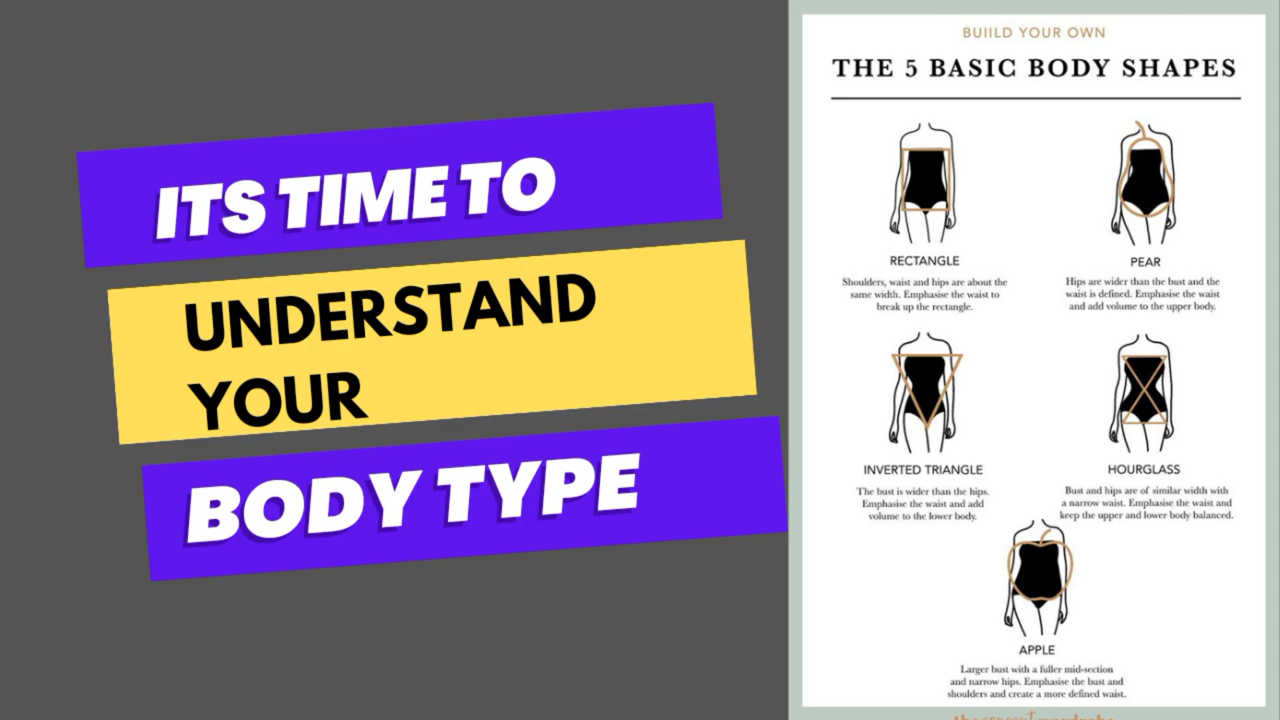 ITS TIME TO
UNDERSTAND
YOUR
BODY TYPE
BUIILD YOUR OWN
THE 5 BASIC BODY SHAPES
RECTANGLE
Shoulders, waist and hips are about the
same width. Emphasise the waist to
break up the rectangle.
PEAR
Hips are wider than the bust and the
waist is defined. Emphasise the waist
and add volume to the upper body.
INVERTED TRIANGLE
The bust is wider than the hips.
Emphasise the waist and add
volume to the lower body.
HOURGLASS
Bust and hips are of similar width with
a narrow waist. Emphasise the waist and
keep the upper and lower body balanced.
APPLE
Larger bust with a fuller mid-section
and narrow hips. Emphasise the bust and
shoulders and create a more defined waist.
the concept wardrobe